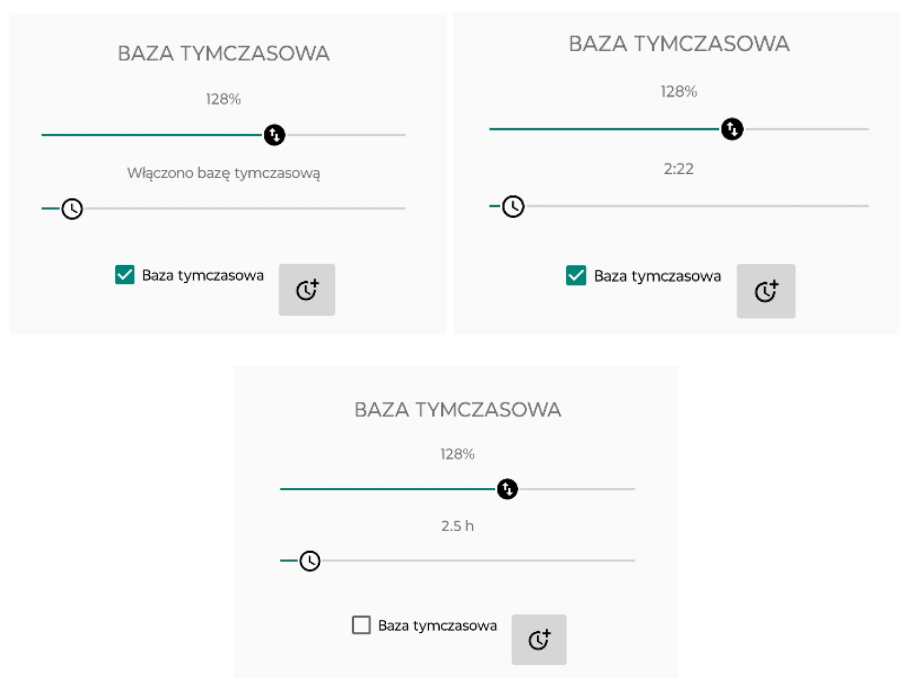 BAZA TYMCZASOWA
128%
Włączono bazę tymczasową
Baza tymczasowa
BAZA TYMCZASOWA
128%
2:22
Baza tymczasowa
BAZA TYMCZASOWA
128%
2.5 h
Baza tymczasowa